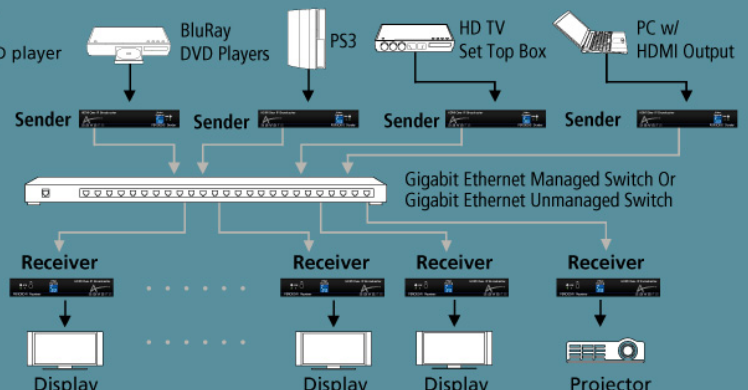 D player
BluRay
DVD Players
PS3
HD TV
Set Top Box
PC w/
HDMI Output
Sender
Sender
Sender
Sender
Gigabit Ethernet Managed Switch Or
Gigabit Ethernet Unmanaged Switch
Receiver
Receiver
Receiver
Receiver
Display
Display
Display
Projector